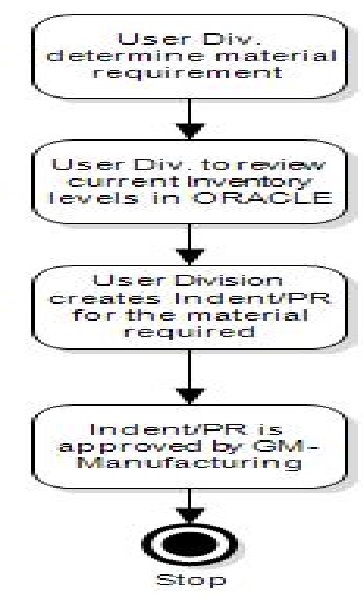 User Div.
determine material
requirement
User Div. to review
current Inventory
levels in ORACLE
User Division
creates Indent/PR
for the material
required
Indent/PR is
approved by GM-
Manufacturing
Stop